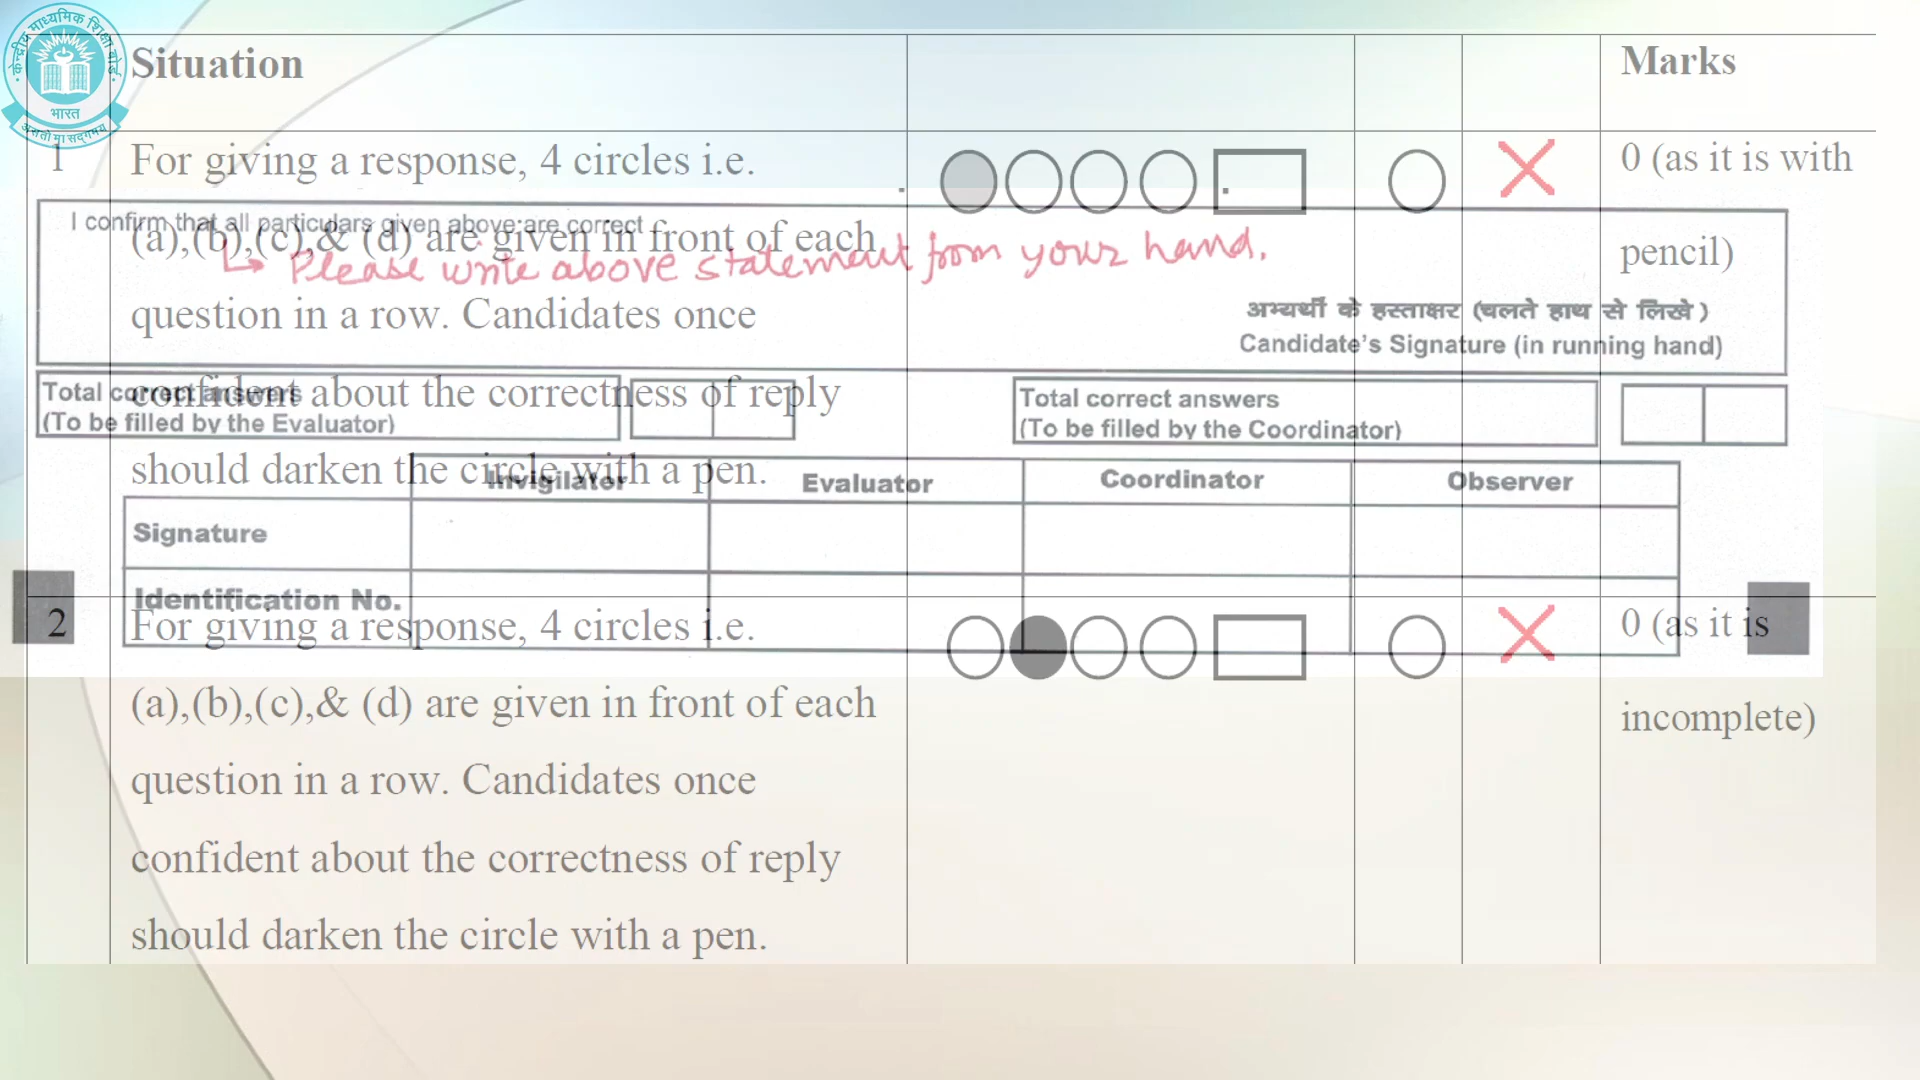 केन्द्रीय माध्यमिक शिक्षा बोर्ड
भारत
असतो मा सद्गमय
Situation
Marks
1
For giving a response, 4 circles i.e.
(a),(b),(c),& (d) are given in front of each
question in a row. Candidates once
confident about the correctness of reply
should darken the circle with a pen.
0 (as it is with
pencil)
I confirm that all particulars given above are correct
Please write above statement from your hand.
अभ्यर्थी के हस्ताक्षर (चलते हाथ से लिखे)
Candidate's Signature (in running hand)
Total correct answers
(To be filled by the Evaluator)
Total correct answers
(To be filled by the Coordinator)
Invigilator Evaluator Coordinator Observer
Signature
Identification No.
2
For giving a response, 4 circles i.e.
(a),(b),(c),& (d) are given in front of each
question in a row. Candidates once
confident about the correctness of reply
should darken the circle with a pen.
0 (as it is
incomplete)